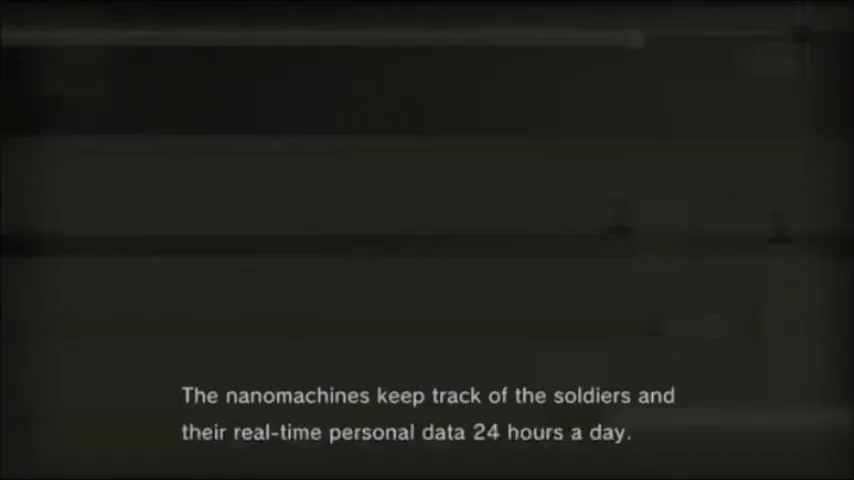 The nanomachines keep track of the soldiers and
their real-time personal data 24 hours a day.